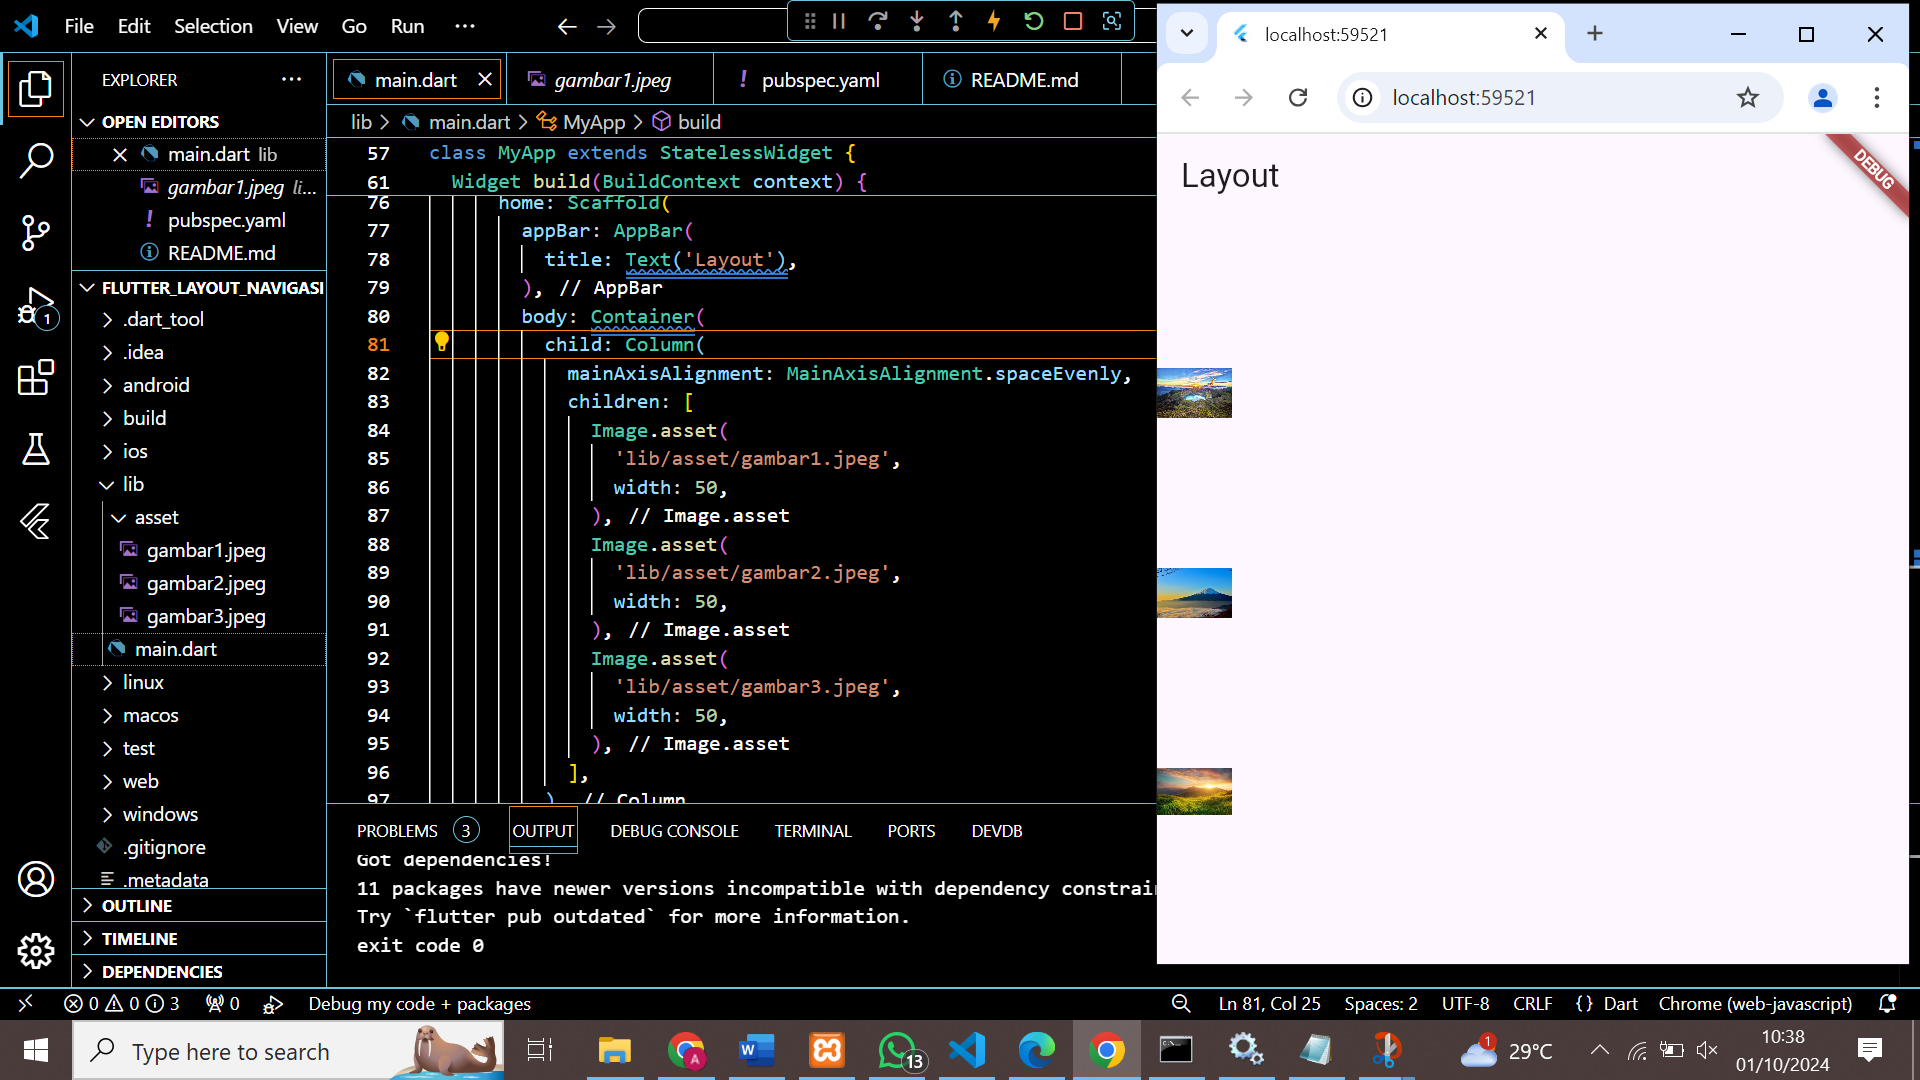 File Edit Selection View Go Run ···
EXPLORER ···
OPEN EDITORS
main.dart lib
gambar1.jpeg li...
pubspec.yaml
README.md
FLUTTER_LAYOUT_NAVIGASI
.dart_tool
.idea
android
build
ios
lib
asset
gambar1.jpeg
gambar2.jpeg
gambar3.jpeg
main.dart
linux
macos
test
web
windows
.gitignore
.metadata
OUTLINE
TIMELINE
DEPENDENCIES
1
main.dart gambar1.jpeg ! pubspec.yaml README.md
lib > main.dart > MyApp > build
57 class MyApp extends StatelessWidget {
61 Widget build(BuildContext context) {
76 home: Scaffold(
77 appBar: AppBar(
78 title: Text('Layout'),
79 ), // AppBar
80 body: Container(
81 child: Column(
82 mainAxisAlignment: MainAxisAlignment.spaceEvenly,
83 children: [
84 Image.asset(
85 'lib/asset/gambar1.jpeg',
86 width: 50,
87 ), // Image.asset
88 Image.asset(
89 'lib/asset/gambar2.jpeg',
90 width: 50,
91 ), // Image.asset
92 Image.asset(
93 'lib/asset/gambar3.jpeg',
94 width: 50,
95 ), // Image.asset
96 ],
97 ) // Column
PROBLEMS 3 OUTPUT DEBUG CONSOLE TERMINAL PORTS DEVDB
Got dependencies!
11 packages have newer versions incompatible with dependency constrai
Try `flutter pub outdated` for more information.
exit code 0
localhost:59521
localhost:59521
Layout
DEBUG
0 0 3 0 Debug my code + packages Ln 81, Col 25 Spaces: 2 UTF-8 CRLF {} Dart Chrome (web-javascript)
Type here to search
A
W
13
1
29°C
10:38
01/10/2024